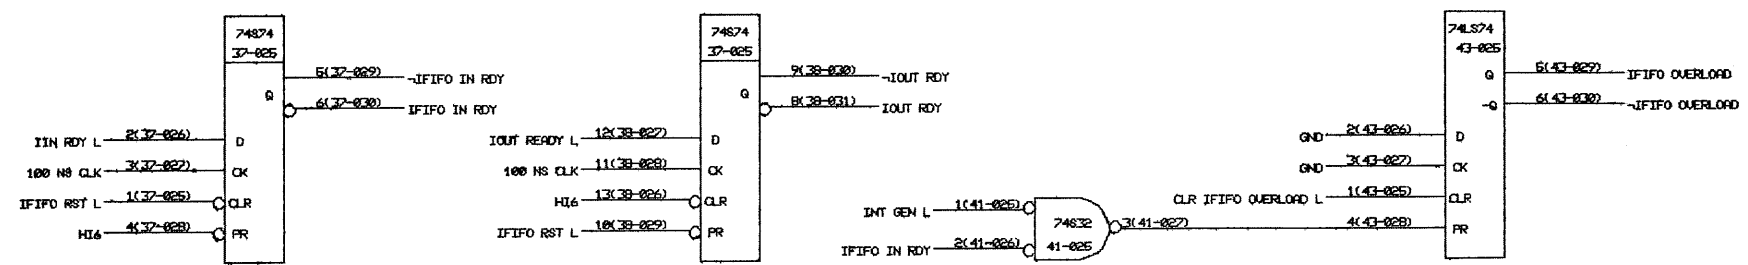 74S74
37-025
Q
5(37-029) ¬IFIFO IN RDY
6(37-030) IFIFO IN RDY
IIN RDY L 2(37-026) D
100 NS CLK 3(37-027) CK
IFIFO RST L 1(37-025) CLR
HI6 4(37-028) PR
74S74
37-025
Q
9(38-030) ¬IOUT RDY
8(38-031) IOUT RDY
IOUT READY L 12(38-027) D
100 NS CLK 11(38-028) CK
HI6 13(38-026) CLR
IFIFO RST L 10(38-029) PR
INT GEN L 1(41-025)
IFIFO IN RDY 2(41-026)
74S32
41-025
3(41-027)
74LS74
43-025
Q 5(43-029) IFIFO OVERLOAD
¬Q 6(43-030) ¬IFIFO OVERLOAD
GND 2(43-026) D
GND 3(43-027) CK
CLR IFIFO OVERLOAD L 1(43-025) CLR
4(43-028) PR